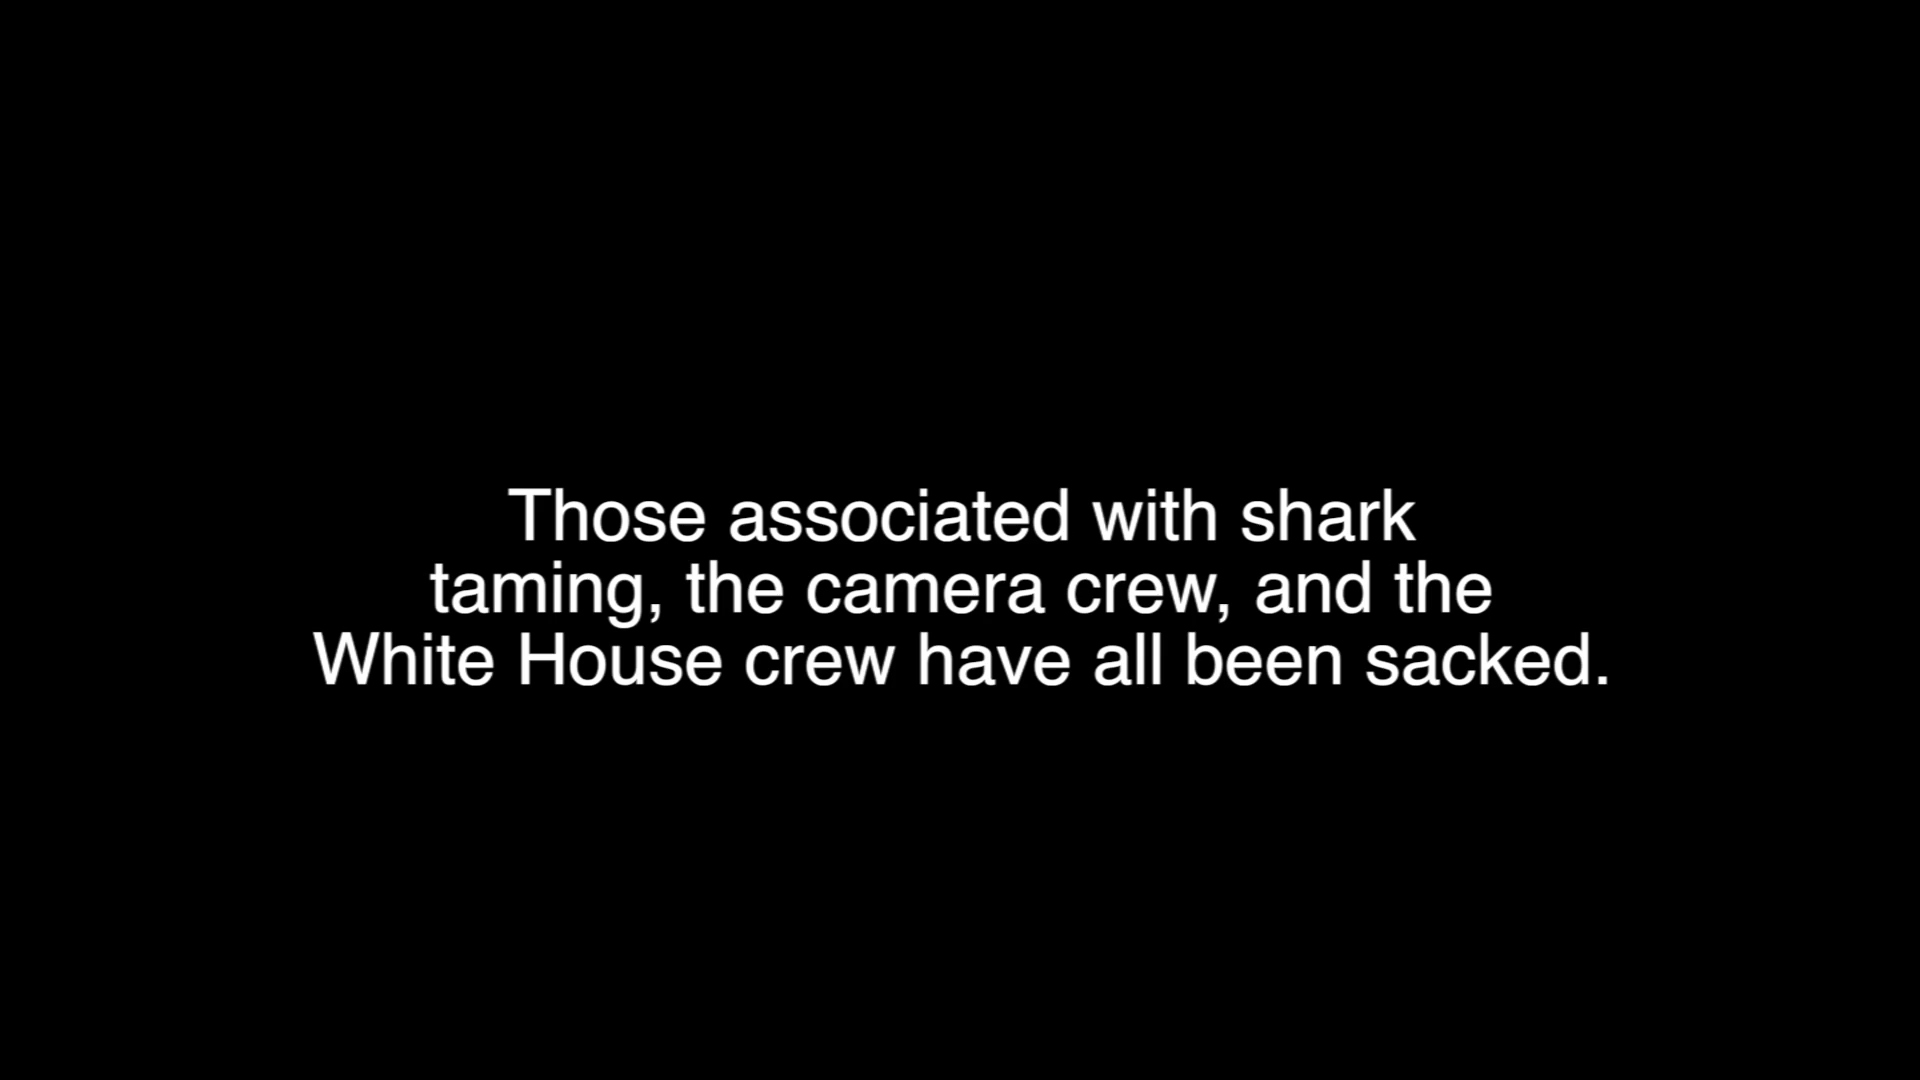 Those associated with shark
taming, the camera crew, and the
White House crew have all been sacked.